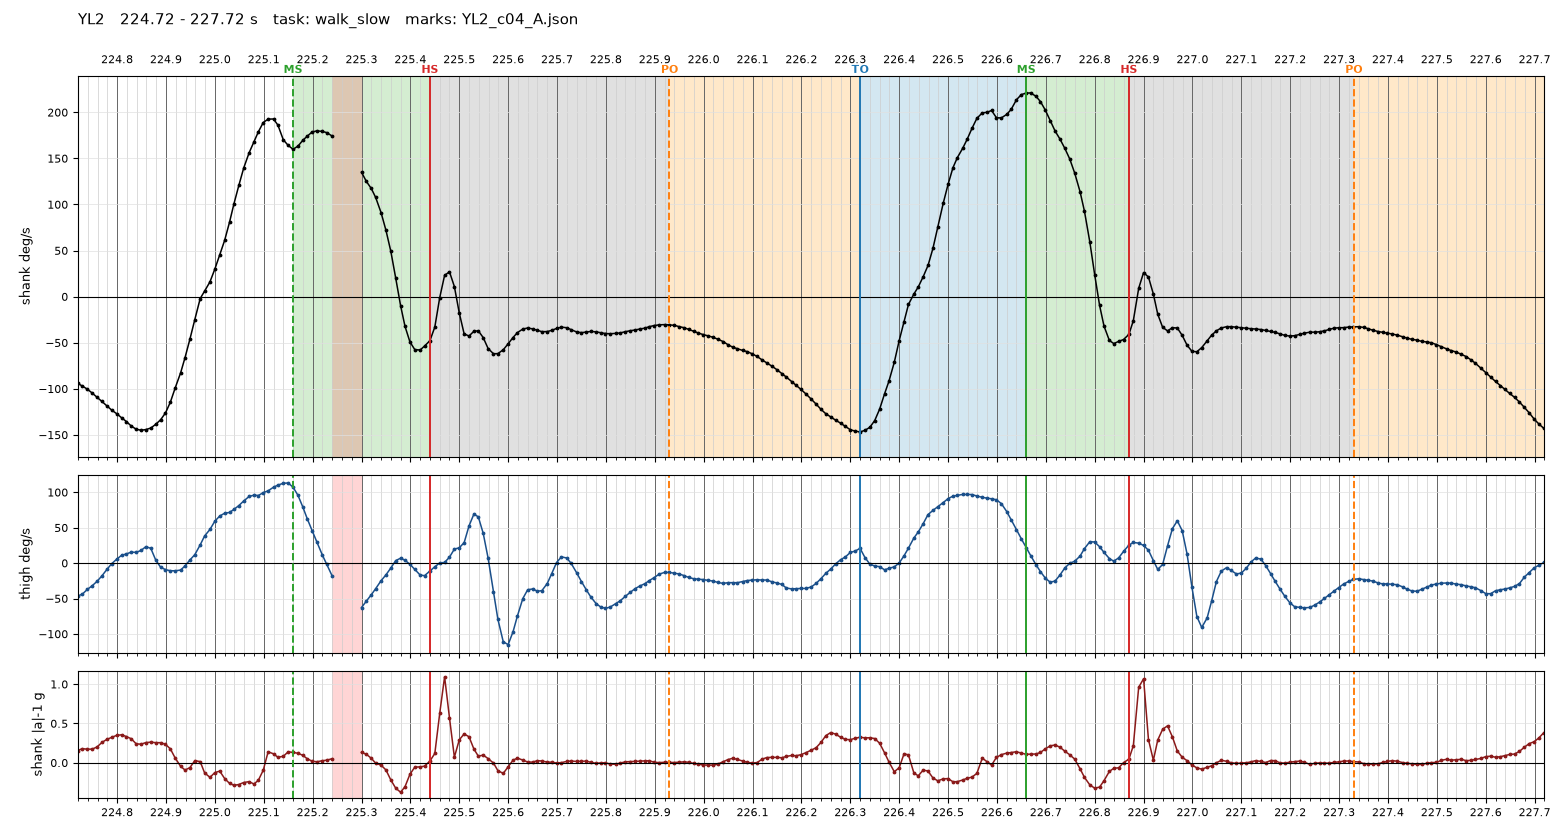 YL2   224.72 - 227.72 s   task: walk_slow   marks: YL2_c04_A.json
224.8 224.9 225.0 225.1 225.2 225.3 225.4 225.5 225.6 225.7 225.8 225.9 226.0 226.1 226.2 226.3 226.4 226.5 226.6 226.7 226.8 226.9 227.0 227.1 227.2 227.3 227.4 227.5 227.6 227.7
MS HS PO TO MS HS PO
shank deg/s
200
150
100
50
0
−50
−100
−150
thigh deg/s
100
50
0
−50
−100
shank |a|-1 g
1.0
0.5
0.0
224.8 224.9 225.0 225.1 225.2 225.3 225.4 225.5 225.6 225.7 225.8 225.9 226.0 226.1 226.2 226.3 226.4 226.5 226.6 226.7 226.8 226.9 227.0 227.1 227.2 227.3 227.4 227.5 227.6 227.7